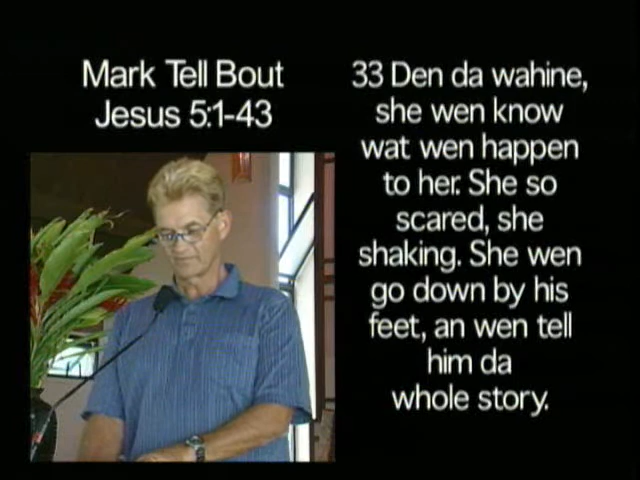 Mark Tell Bout
Jesus 5:1-43
33 Den da wahine,
she wen know
wat wen happen
to her. She so
scared, she
shaking. She wen
go down by his
feet, an wen tell
him da
whole story.